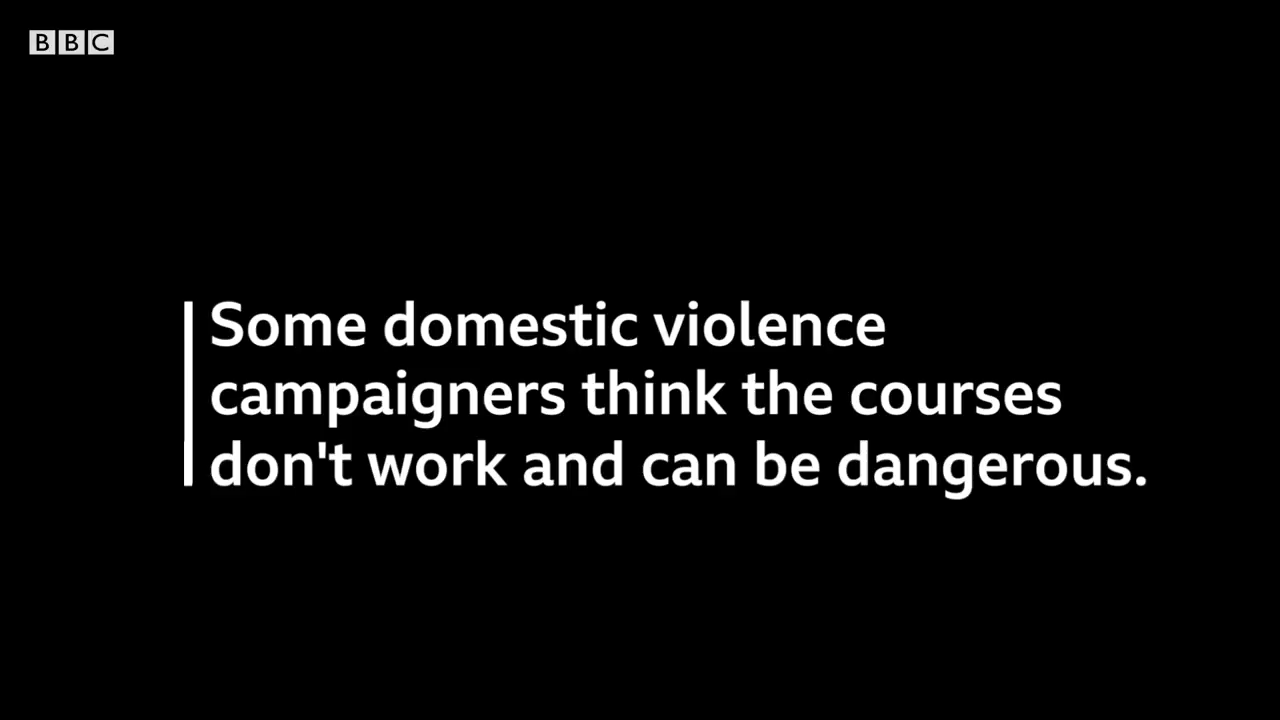 BBC
Some domestic violence
campaigners think the courses
don't work and can be dangerous.